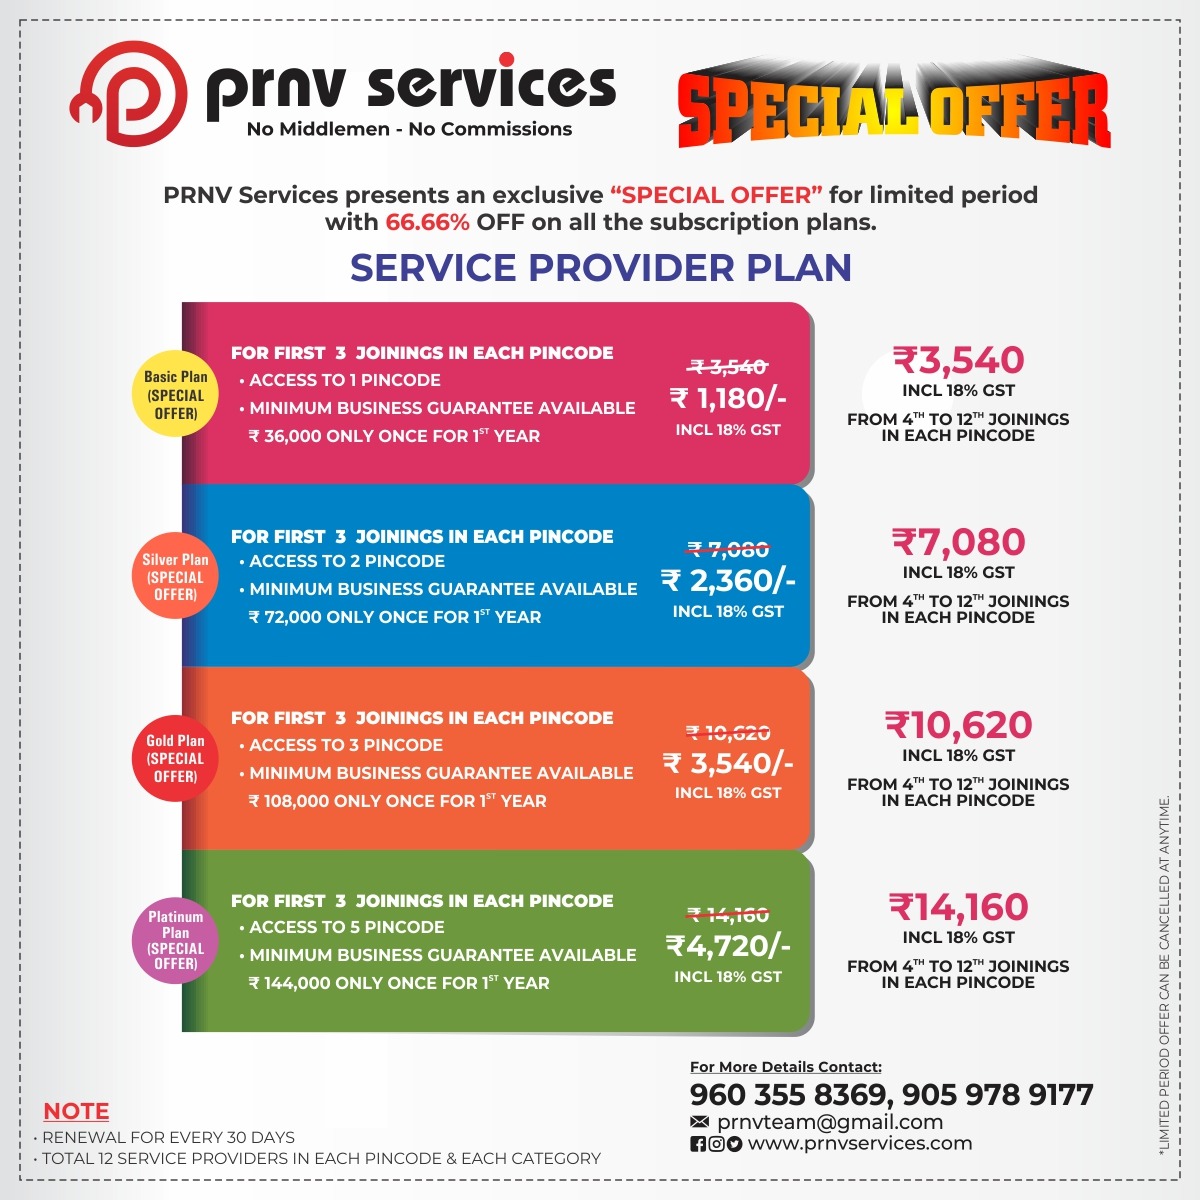 prnv services
No Middlemen - No Commissions
SPECIAL OFFER
PRNV Services presents an exclusive “SPECIAL OFFER” for limited period
with 66.66% OFF on all the subscription plans.
SERVICE PROVIDER PLAN
Basic Plan
(SPECIAL
OFFER)
FOR FIRST 3 JOININGS IN EACH PINCODE
• ACCESS TO 1 PINCODE
• MINIMUM BUSINESS GUARANTEE AVAILABLE
₹ 36,000 ONLY ONCE FOR 1ST YEAR
₹ 3,540
₹ 1,180/-
INCL 18% GST
₹3,540
INCL 18% GST
FROM 4TH TO 12TH JOININGS
IN EACH PINCODE
Silver Plan
(SPECIAL
OFFER)
FOR FIRST 3 JOININGS IN EACH PINCODE
• ACCESS TO 2 PINCODE
• MINIMUM BUSINESS GUARANTEE AVAILABLE
₹ 72,000 ONLY ONCE FOR 1ST YEAR
₹ 7,080
₹ 2,360/-
INCL 18% GST
₹7,080
INCL 18% GST
FROM 4TH TO 12TH JOININGS
IN EACH PINCODE
Gold Plan
(SPECIAL
OFFER)
FOR FIRST 3 JOININGS IN EACH PINCODE
• ACCESS TO 3 PINCODE
• MINIMUM BUSINESS GUARANTEE AVAILABLE
₹ 108,000 ONLY ONCE FOR 1ST YEAR
₹ 10,620
₹ 3,540/-
INCL 18% GST
₹10,620
INCL 18% GST
FROM 4TH TO 12TH JOININGS
IN EACH PINCODE
Platinum
Plan
(SPECIAL
OFFER)
FOR FIRST 3 JOININGS IN EACH PINCODE
• ACCESS TO 5 PINCODE
• MINIMUM BUSINESS GUARANTEE AVAILABLE
₹ 144,000 ONLY ONCE FOR 1ST YEAR
₹ 14,160
₹4,720/-
INCL 18% GST
₹14,160
INCL 18% GST
FROM 4TH TO 12TH JOININGS
IN EACH PINCODE
*LIMITED PERIOD OFFER CAN BE CANCELLED AT ANYTIME.
For More Details Contact:
960 355 8369, 905 978 9177
prnvteam@gmail.com
www.prnvservices.com
NOTE
• RENEWAL FOR EVERY 30 DAYS
• TOTAL 12 SERVICE PROVIDERS IN EACH PINCODE & EACH CATEGORY